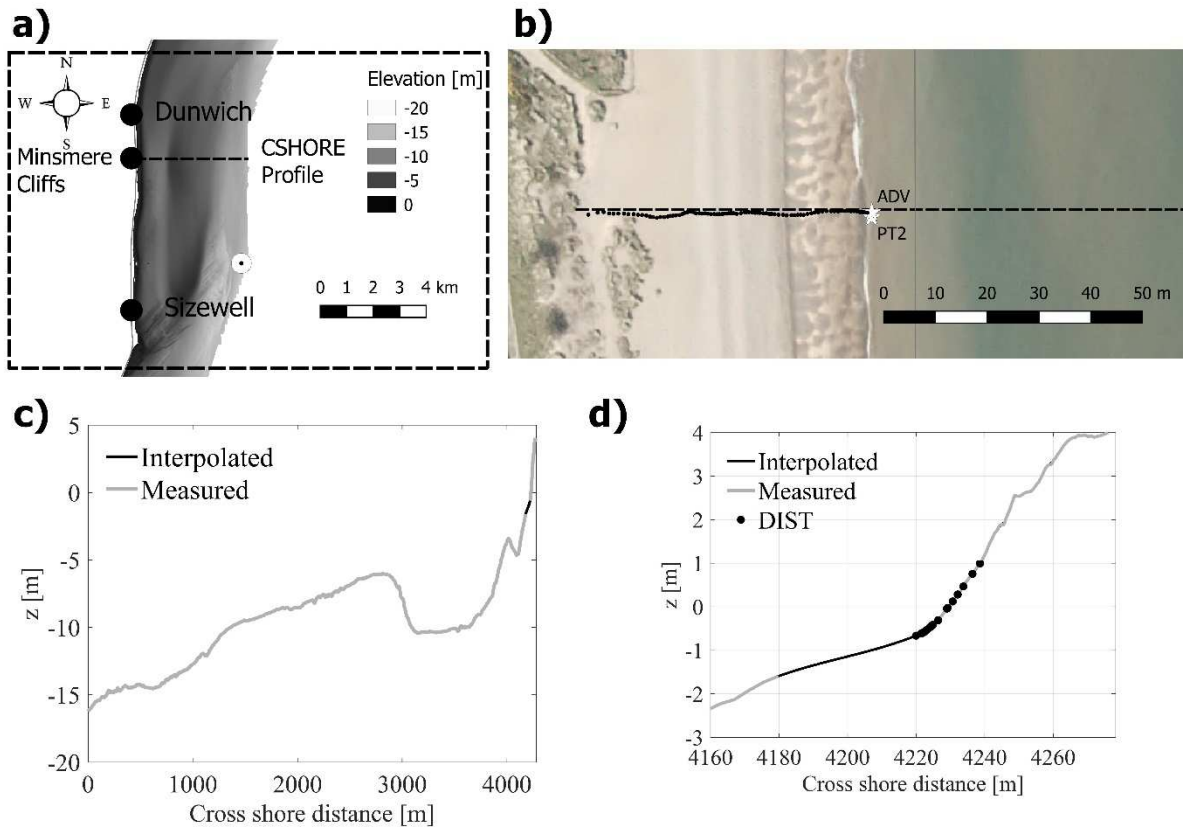 a)
N
W E
S
Dunwich
Minsmere
Cliffs
CSHORE
Profile
Sizewell
Elevation [m]
-20
-15
-10
-5
0
0 1 2 3 4 km
b)
ADV
PT2
0 10 20 30 40 50 m
c)
Interpolated
Measured
5
0
-5
-10
-15
-20
z [m]
0 1000 2000 3000 4000
Cross shore distance [m]
d)
Interpolated
Measured
DIST
4
3
2
1
0
-1
-2
-3
z [m]
4160 4180 4200 4220 4240 4260
Cross shore distance [m]